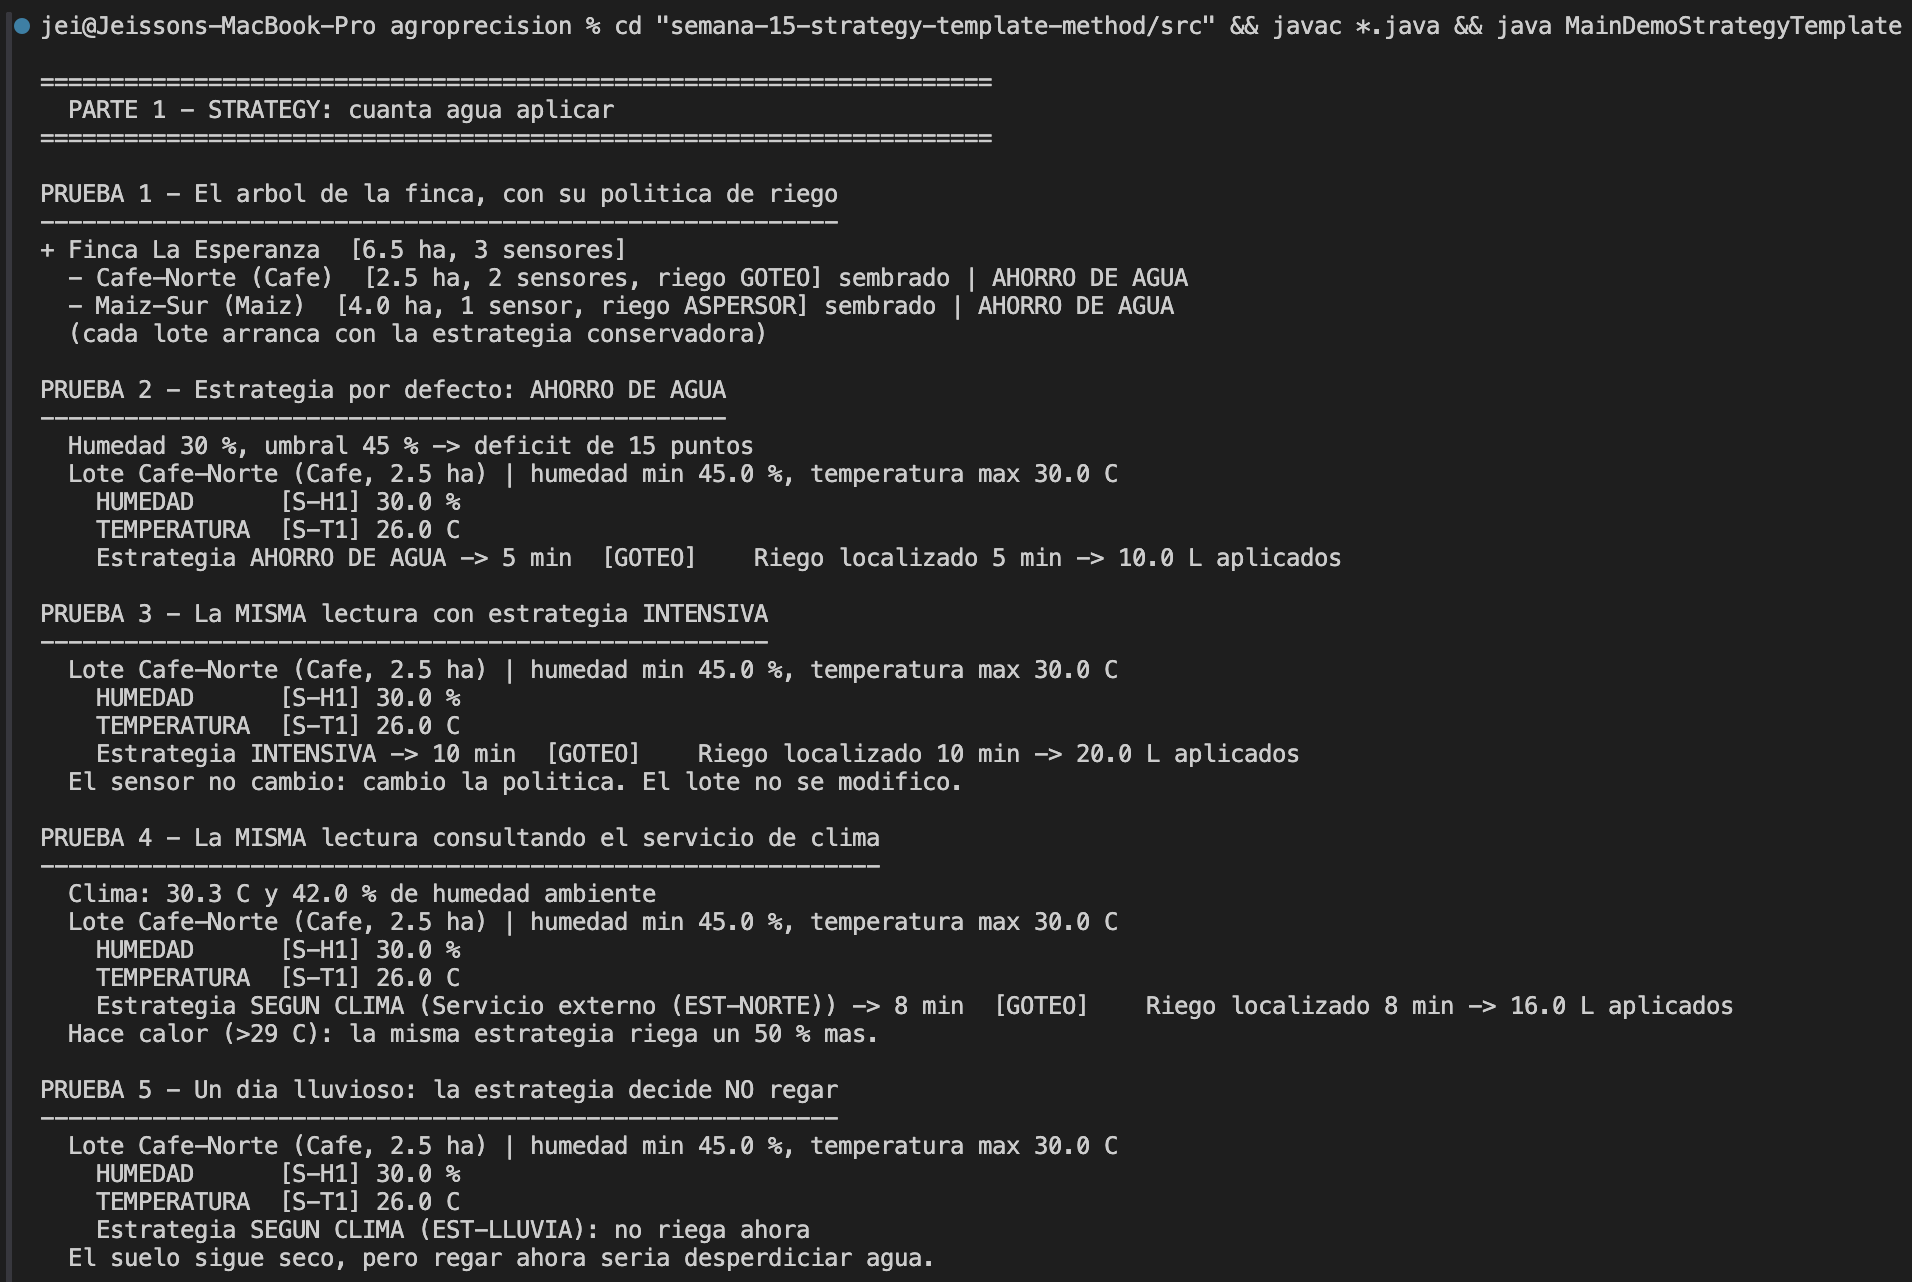 jei@Jeissons-MacBook-Pro agroprecision % cd "semana-15-strategy-template-method/src" && javac *.java && java MainDemoStrategyTemplate
====================================================================
PARTE 1 - STRATEGY: cuanta agua aplicar
====================================================================
PRUEBA 1 - El arbol de la finca, con su politica de riego
---------------------------------------------------------
+ Finca La Esperanza  [6.5 ha, 3 sensores]
  - Cafe-Norte (Cafe)  [2.5 ha, 2 sensores, riego GOTEO] sembrado | AHORRO DE AGUA
  - Maiz-Sur (Maiz)  [4.0 ha, 1 sensor, riego ASPERSOR] sembrado | AHORRO DE AGUA
  (cada lote arranca con la estrategia conservadora)
PRUEBA 2 - Estrategia por defecto: AHORRO DE AGUA
-------------------------------------------------
  Humedad 30 %, umbral 45 % -> deficit de 15 puntos
  Lote Cafe-Norte (Cafe, 2.5 ha) | humedad min 45.0 %, temperatura max 30.0 C
    HUMEDAD      [S-H1] 30.0 %
    TEMPERATURA  [S-T1] 26.0 C
    Estrategia AHORRO DE AGUA -> 5 min  [GOTEO]    Riego localizado 5 min -> 10.0 L aplicados
PRUEBA 3 - La MISMA lectura con estrategia INTENSIVA
----------------------------------------------------
  Lote Cafe-Norte (Cafe, 2.5 ha) | humedad min 45.0 %, temperatura max 30.0 C
    HUMEDAD      [S-H1] 30.0 %
    TEMPERATURA  [S-T1] 26.0 C
    Estrategia INTENSIVA -> 10 min  [GOTEO]    Riego localizado 10 min -> 20.0 L aplicados
  El sensor no cambio: cambio la politica. El lote no se modifico.
PRUEBA 4 - La MISMA lectura consultando el servicio de clima
------------------------------------------------------------
  Clima: 30.3 C y 42.0 % de humedad ambiente
  Lote Cafe-Norte (Cafe, 2.5 ha) | humedad min 45.0 %, temperatura max 30.0 C
    HUMEDAD      [S-H1] 30.0 %
    TEMPERATURA  [S-T1] 26.0 C
    Estrategia SEGUN CLIMA (Servicio externo (EST-NORTE)) -> 8 min  [GOTEO]    Riego localizado 8 min -> 16.0 L aplicados
  Hace calor (>29 C): la misma estrategia riega un 50 % mas.
PRUEBA 5 - Un dia lluvioso: la estrategia decide NO regar
---------------------------------------------------------
  Lote Cafe-Norte (Cafe, 2.5 ha) | humedad min 45.0 %, temperatura max 30.0 C
    HUMEDAD      [S-H1] 30.0 %
    TEMPERATURA  [S-T1] 26.0 C
    Estrategia SEGUN CLIMA (EST-LLUVIA): no riega ahora
  El suelo sigue seco, pero regar ahora seria desperdiciar agua.